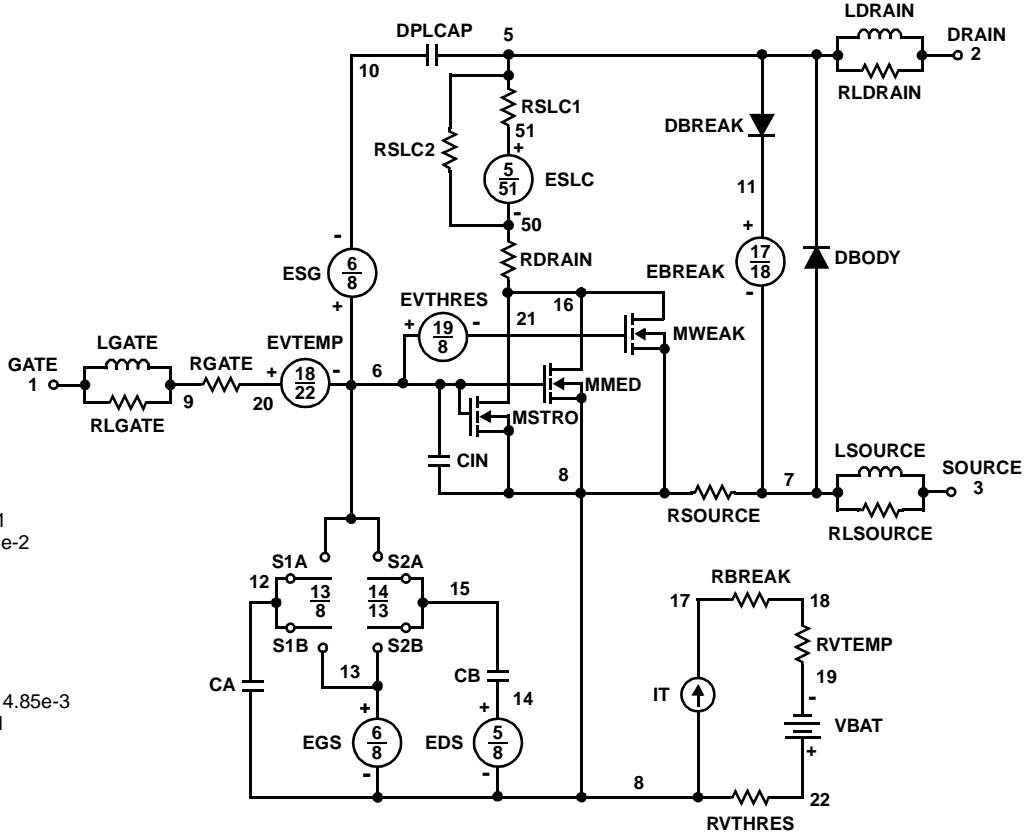 LDRAIN
DPLCAP
5
DRAIN
2
10
RLDRAIN
RSLC1
51
+
DBREAK
RSLC2
5
51
ESLC
-
50
11
-
ESG
6
8
+
RDRAIN
+
17
18
EBREAK
-
DBODY
EVTHRES
16
21
+
19
8
-
MWEAK
LGATE
EVTEMP
GATE
1
RGATE
+
18
22
-
6
MMED
9
20
RLGATE
MSTRO
CIN
8
7
LSOURCE
SOURCE
3
RSOURCE
RLSOURCE
1
e-2
S1A
S2A
12
13
8
14
13
15
RBREAK
17
18
S1B
S2B
RVTEMP
13
CB
19
CA
14
IT
-
4.85e-3
1
+
+
VBAT
EGS
6
8
EDS
5
8
-
-
+
8
22
RVTHRES